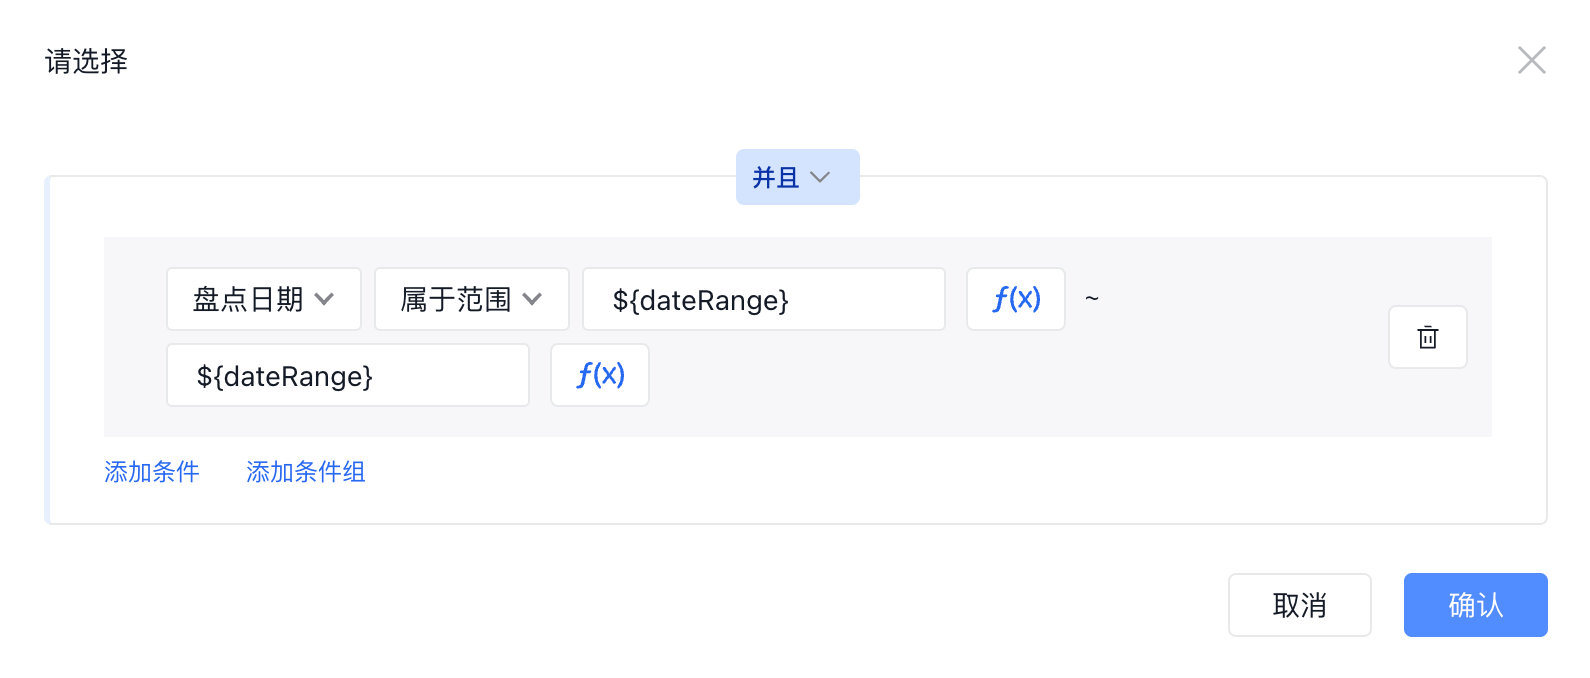 请选择
并且
盘点日期 属于范围 ${dateRange} f(x) ~
${dateRange} f(x)
添加条件 添加条件组
取消 确认